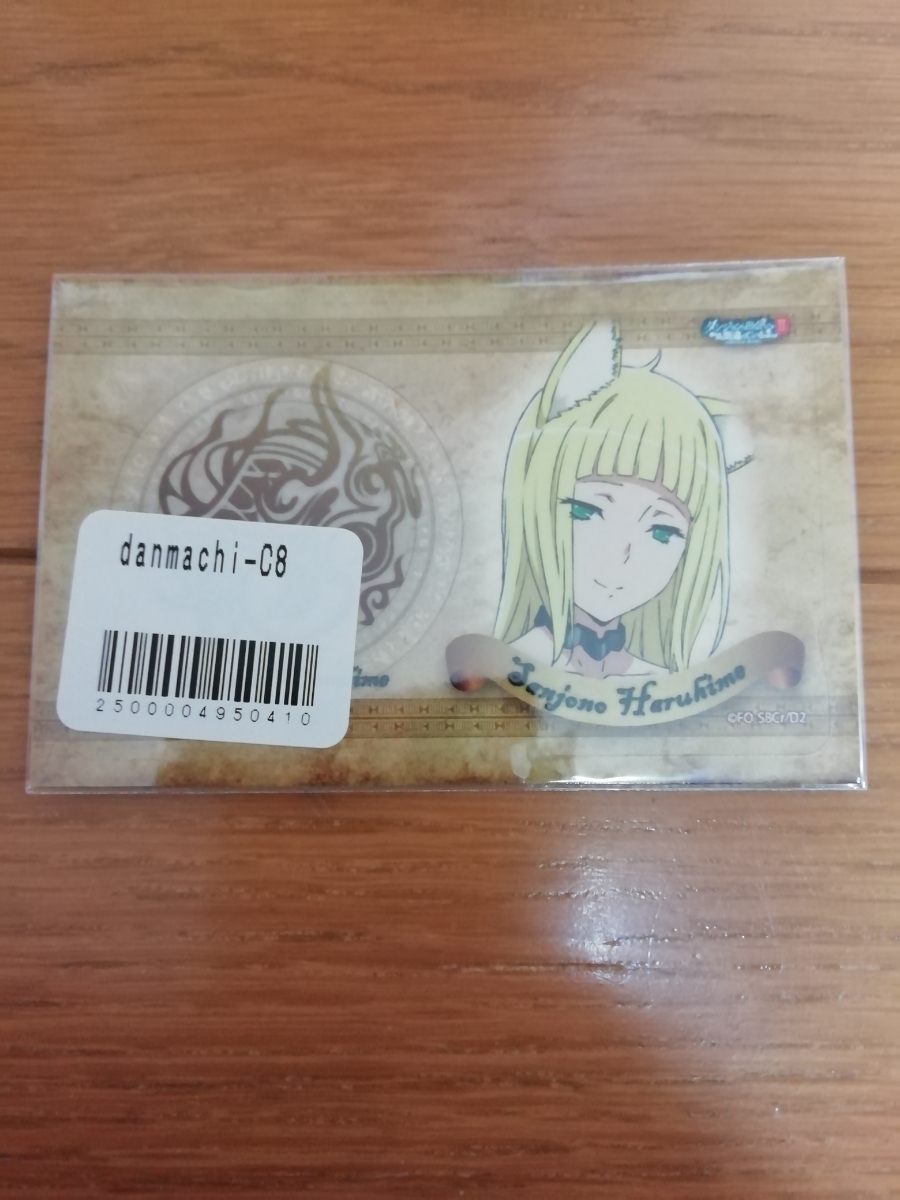 danmachi-C8
2500004950410
Sanjono Haruhime
©FO.SBCr/D2